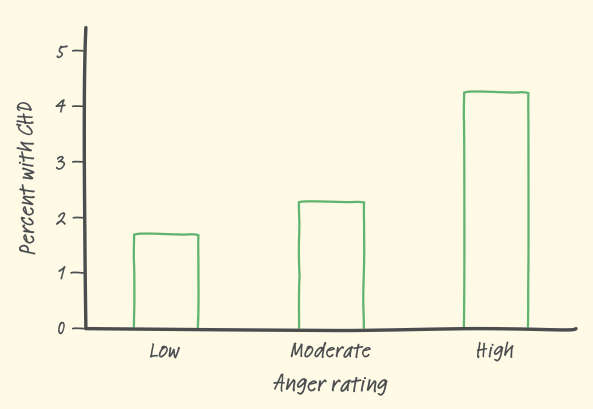 Percent with CHD
5
4
3
2
1
0
Low Moderate High
Anger rating